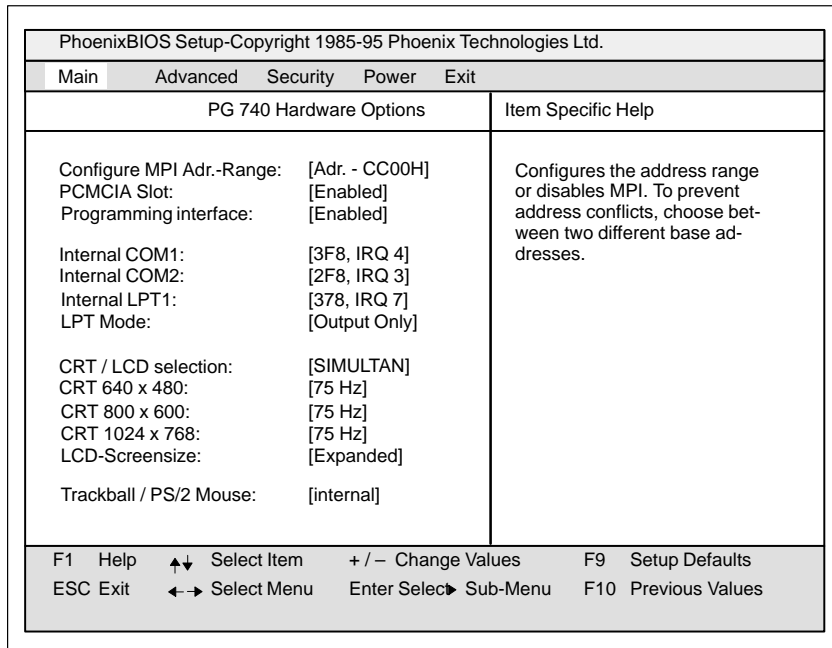 PhoenixBIOS Setup-Copyright 1985-95 Phoenix Technologies Ltd.
Main Advanced Security Power Exit
PG 740 Hardware Options
Item Specific Help
Configure MPI Adr.-Range: [Adr. - CC00H]
PCMCIA Slot: [Enabled]
Programming interface: [Enabled]
Internal COM1: [3F8, IRQ 4]
Internal COM2: [2F8, IRQ 3]
Internal LPT1: [378, IRQ 7]
LPT Mode: [Output Only]
CRT / LCD selection: [SIMULTAN]
CRT 640 x 480: [75 Hz]
CRT 800 x 600: [75 Hz]
CRT 1024 x 768: [75 Hz]
LCD-Screensize: [Expanded]
Trackball / PS/2 Mouse: [internal]
Configures the address range
or disables MPI. To prevent
address conflicts, choose bet-
ween two different base ad-
dresses.
F1 Help Select Item + / – Change Values F9 Setup Defaults
ESC Exit Select Menu Enter Select Sub-Menu F10 Previous Values